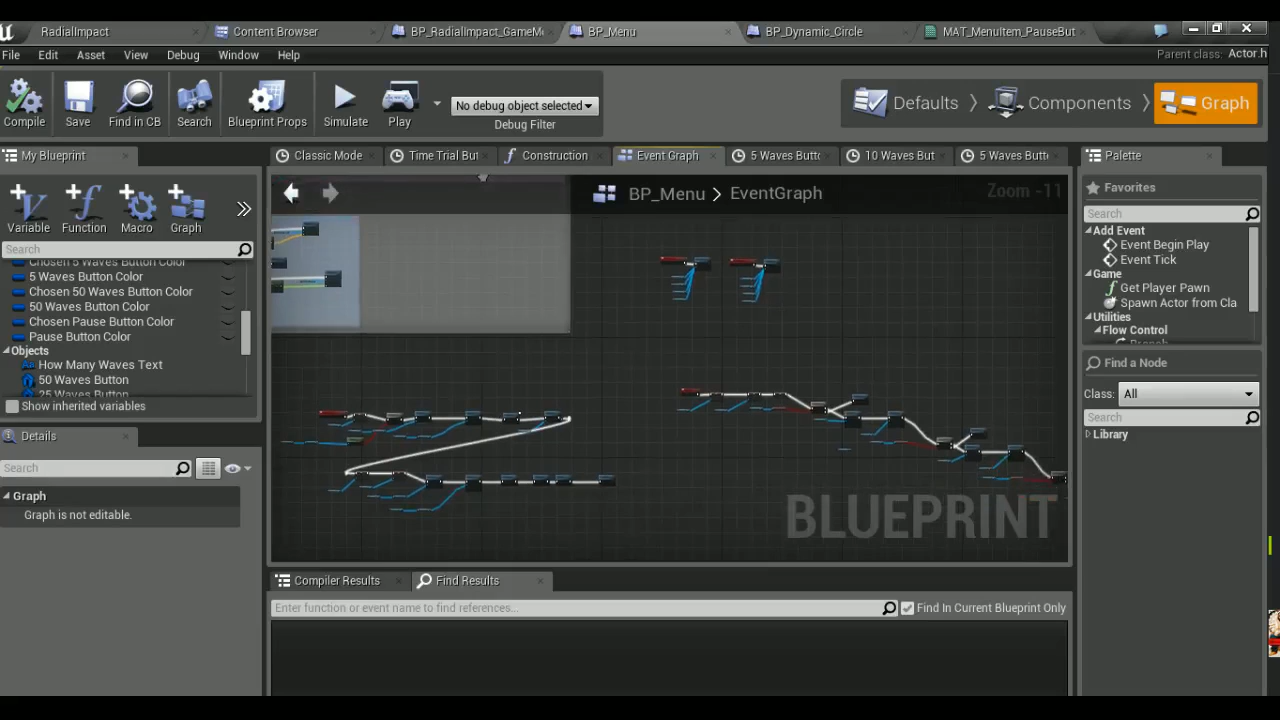 RadialImpact
Content Browser
BP_RadialImpact_GameMo
BP_Menu
BP_Dynamic_Circle
MAT_MenuItem_PauseBut
File Edit Asset View Window Debug Help
Parent class: Actor.h
Compile
Save
Find in CB
Search
Blueprint Props
Simulate
Play
No debug object selected
Debug Filter
Defaults
Components
Graph
My Blueprint
Classic Mode
Time Trial But
Construction
Event Graph
5 Waves Butt
10 Waves But
5 Waves Butt
Palette
Variable
Function
Macro
Graph
Search
Chosen 5 Waves Button Color
5 Waves Button Color
Chosen 50 Waves Button Color
50 Waves Button Color
Chosen Pause Button Color
Pause Button Color
Objects
How Many Waves Text
50 Waves Button
25 Waves Button
Show inherited variables
Details
Search
Graph
Graph is not editable.
BP_Menu > EventGraph
Zoom -11
BLUEPRINT
Compiler Results
Find Results
Enter function or event name to find references...
Find In Current Blueprint Only
Favorites
Search
Add Event
Event Begin Play
Event Tick
Game
Get Player Pawn
Spawn Actor from Cla
Utilities
Flow Control
Branch
Find a Node
Class: All
Search
Library